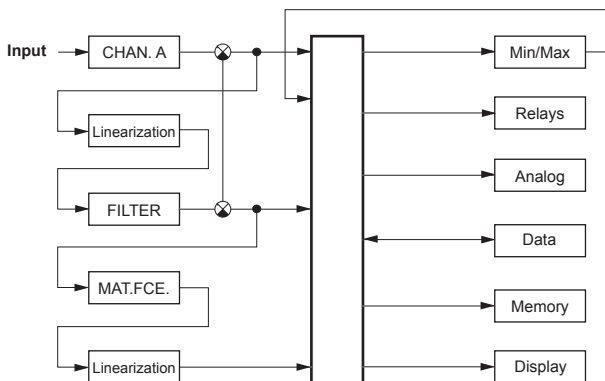 Input
CHAN. A
Min/Max
Linearization
Relays
FILTER
Analog
Data
MAT.FCE.
Memory
Linearization
Display